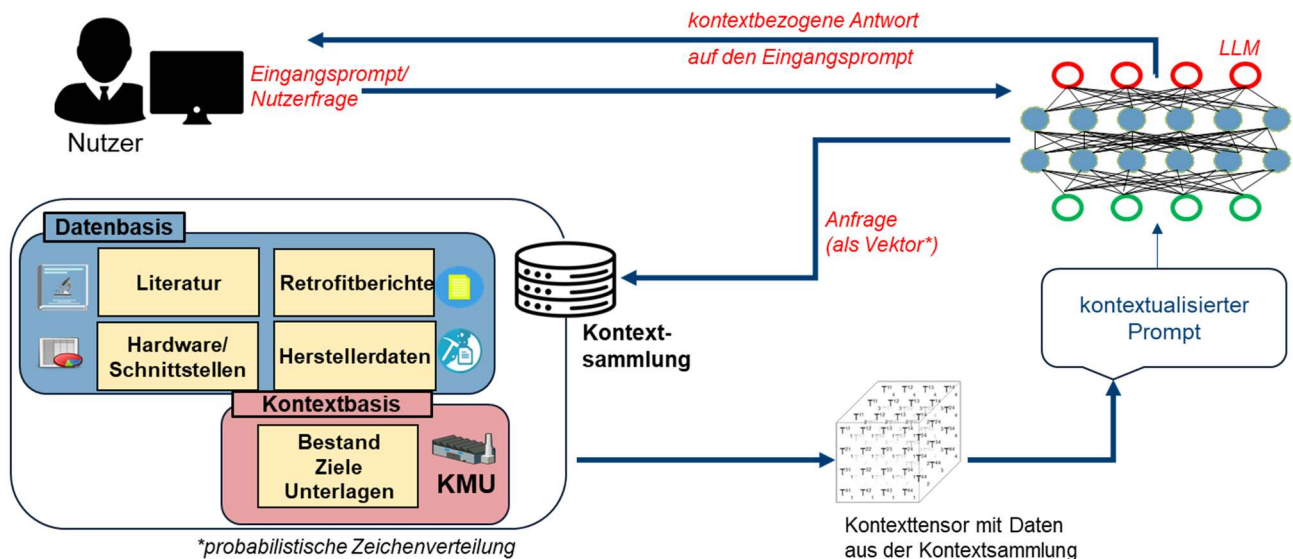 kontextbezogene Antwort
auf den Eingangsprompt
LLM
Eingangsprompt/
Nutzerfrage
Nutzer
Anfrage
(als Vektor*)
Datenbasis
Literatur
Retrofitberichte
Hardware/
Schnittstellen
Herstellerdaten
Kontext-
sammlung
Kontextbasis
Bestand
Ziele
Unterlagen
KMU
kontextualisierter
Prompt
Kontexttensor mit Daten
aus der Kontextsammlung
*probabilistische Zeichenverteilung